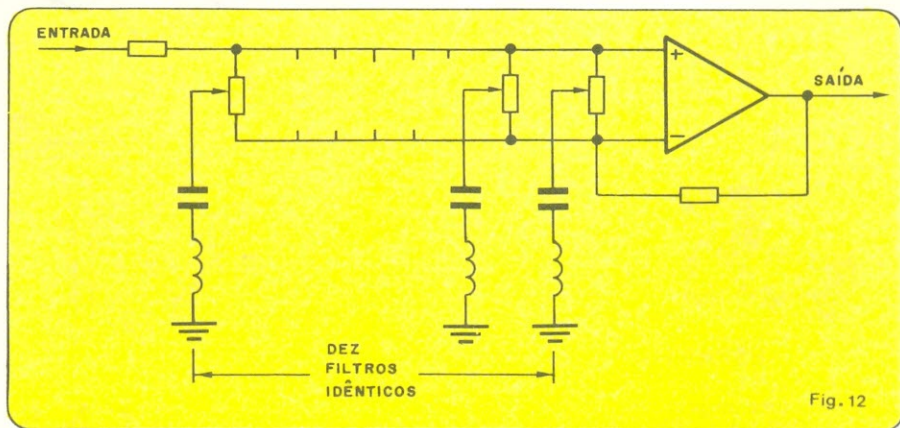 ENTRADA
+
−
SAÍDA
DEZ
FILTROS
IDÊNTICOS
Fig. 12